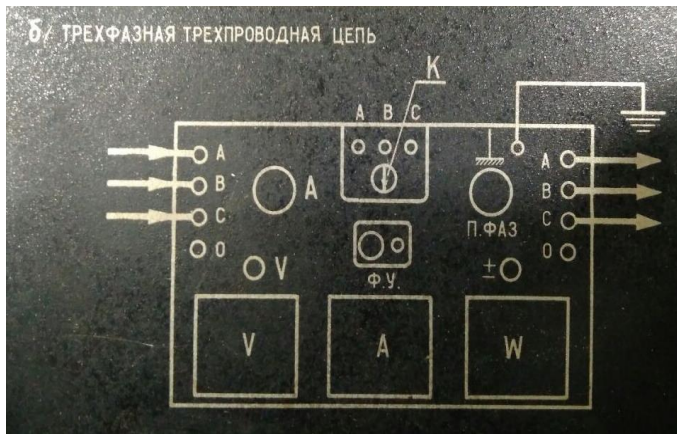 б/ ТРЕХФАЗНАЯ ТРЕХПРОВОДНАЯ ЦЕПЬ
К
А В С
А
В
С
0
А
V
Ф.У.
П.ФАЗ
±
А
В
С
0
V
А
W